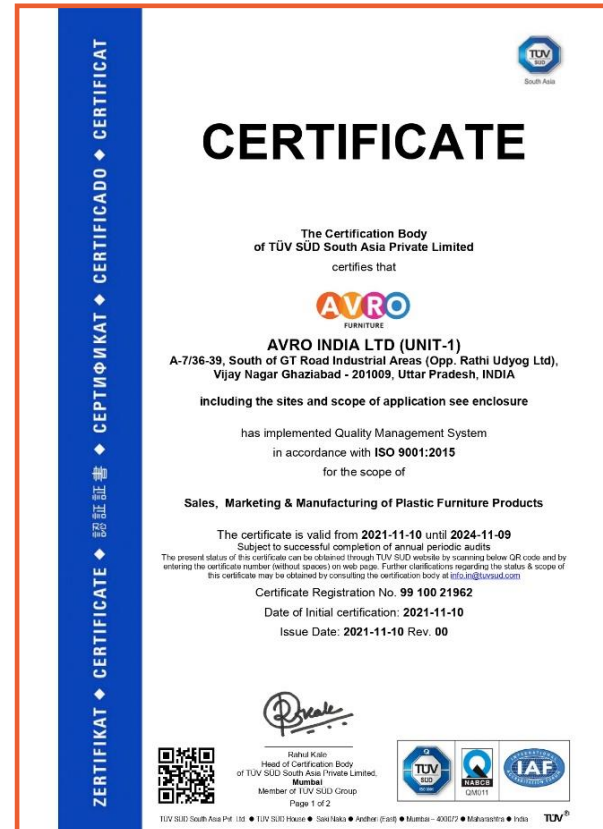 TÜV
SÜD
South Asia
CERTIFICATE
The Certification Body
of TÜV SÜD South Asia Private Limited
certifies that
AVRO
FURNITURE
AVRO INDIA LTD (UNIT-1)
A-7/36-39, South of GT Road Industrial Areas (Opp. Rathi Udyog Ltd),
Vijay Nagar Ghaziabad - 201009, Uttar Pradesh, INDIA
including the sites and scope of application see enclosure
has implemented Quality Management System
in accordance with ISO 9001:2015
for the scope of
Sales, Marketing & Manufacturing of Plastic Furniture Products
The certificate is valid from 2021-11-10 until 2024-11-09
Subject to successful completion of annual periodic audits
The present status of this certificate can be obtained through TUV SUD website by scanning below QR code and by
entering the certificate number (without spaces) on web page. Further clarifications regarding the status & scope of
this certificate may be obtained by consulting the certification body at info.in@tuvsud.com
Certificate Registration No. 99 100 21962
Date of Initial certification: 2021-11-10
Issue Date: 2021-11-10 Rev. 00
Rahul Kale
Head of Certification Body
of TÜV SÜD South Asia Private Limited,
Mumbai
Member of TÜV SÜD Group
Page 1 of 2
TÜV
SÜD
NABCB
QM011
IAF
TÜV SÜD South Asia Pvt. Ltd. ● TÜV SÜD House ● Saki Naka ● Andheri (East) ● Mumbai – 400072 ● Maharashtra ● India TÜV®
ZERTIFIKAT ◆ CERTIFICATE ◆ 認証証書 ◆ СЕРТИФИКАТ ◆ CERTIFICADO ◆ CERTIFICAT